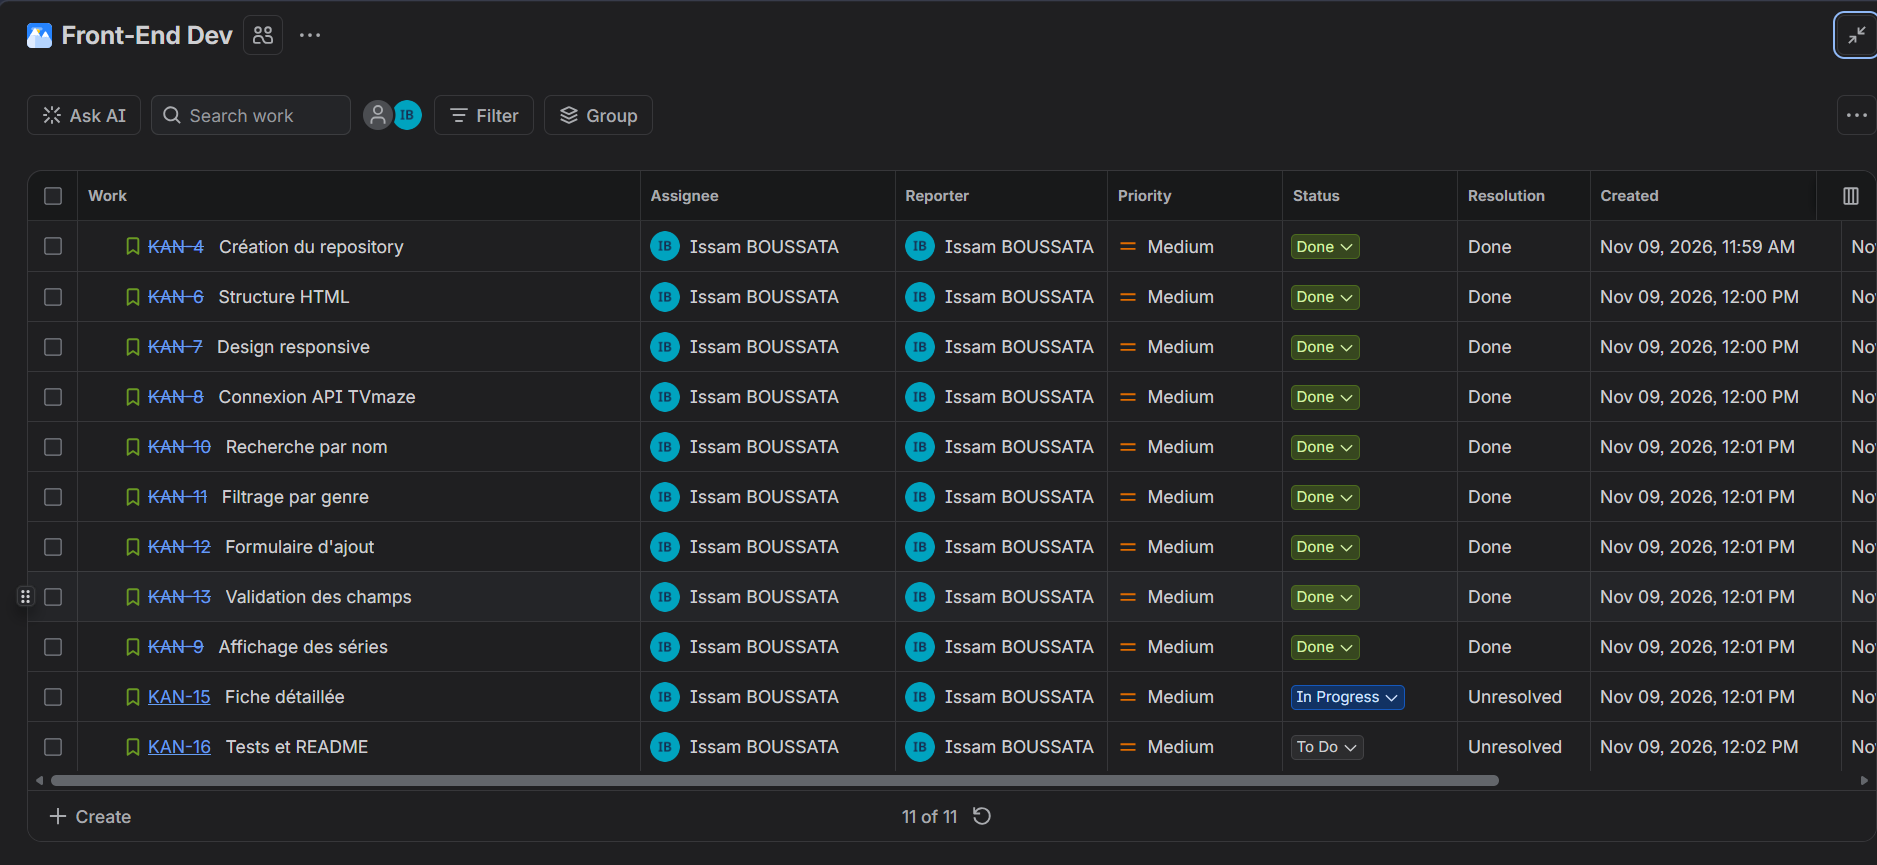 Front-End Dev
Ask AI Search work IB Filter Group
Work Assignee Reporter Priority Status Resolution Created
KAN-4 Création du repository IB Issam BOUSSATA IB Issam BOUSSATA Medium Done Done Nov 09, 2026, 11:59 AM No
KAN-6 Structure HTML IB Issam BOUSSATA IB Issam BOUSSATA Medium Done Done Nov 09, 2026, 12:00 PM No
KAN-7 Design responsive IB Issam BOUSSATA IB Issam BOUSSATA Medium Done Done Nov 09, 2026, 12:00 PM No
KAN-8 Connexion API TVmaze IB Issam BOUSSATA IB Issam BOUSSATA Medium Done Done Nov 09, 2026, 12:00 PM No
KAN-10 Recherche par nom IB Issam BOUSSATA IB Issam BOUSSATA Medium Done Done Nov 09, 2026, 12:01 PM No
KAN-11 Filtrage par genre IB Issam BOUSSATA IB Issam BOUSSATA Medium Done Done Nov 09, 2026, 12:01 PM No
KAN-12 Formulaire d'ajout IB Issam BOUSSATA IB Issam BOUSSATA Medium Done Done Nov 09, 2026, 12:01 PM No
KAN-13 Validation des champs IB Issam BOUSSATA IB Issam BOUSSATA Medium Done Done Nov 09, 2026, 12:01 PM No
KAN-9 Affichage des séries IB Issam BOUSSATA IB Issam BOUSSATA Medium Done Done Nov 09, 2026, 12:01 PM No
KAN-15 Fiche détaillée IB Issam BOUSSATA IB Issam BOUSSATA Medium In Progress Unresolved Nov 09, 2026, 12:01 PM No
KAN-16 Tests et README IB Issam BOUSSATA IB Issam BOUSSATA Medium To Do Unresolved Nov 09, 2026, 12:02 PM No
Create 11 of 11